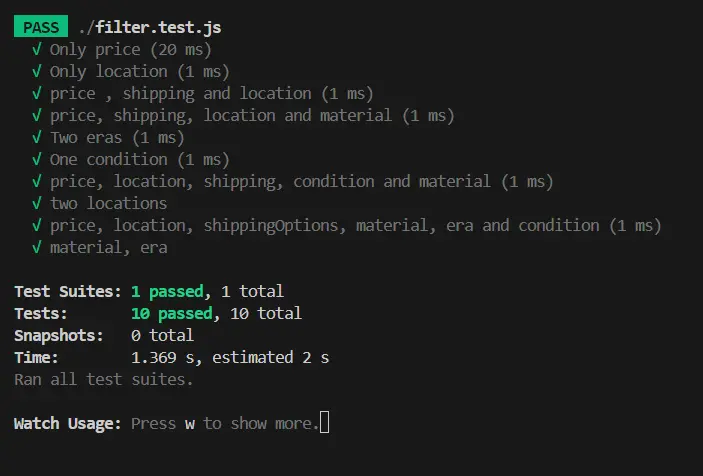 PASS ./filter.test.js
√ Only price (20 ms)
√ Only location (1 ms)
√ price , shipping and location (1 ms)
√ price, shipping, location and material (1 ms)
√ Two eras (1 ms)
√ One condition (1 ms)
√ price, location, shipping, condition and material (1 ms)
√ two locations
√ price, location, shippingOptions, material, era and condition (1 ms)
√ material, era
Test Suites: 1 passed, 1 total
Tests: 10 passed, 10 total
Snapshots: 0 total
Time: 1.369 s, estimated 2 s
Ran all test suites.
Watch Usage: Press w to show more.